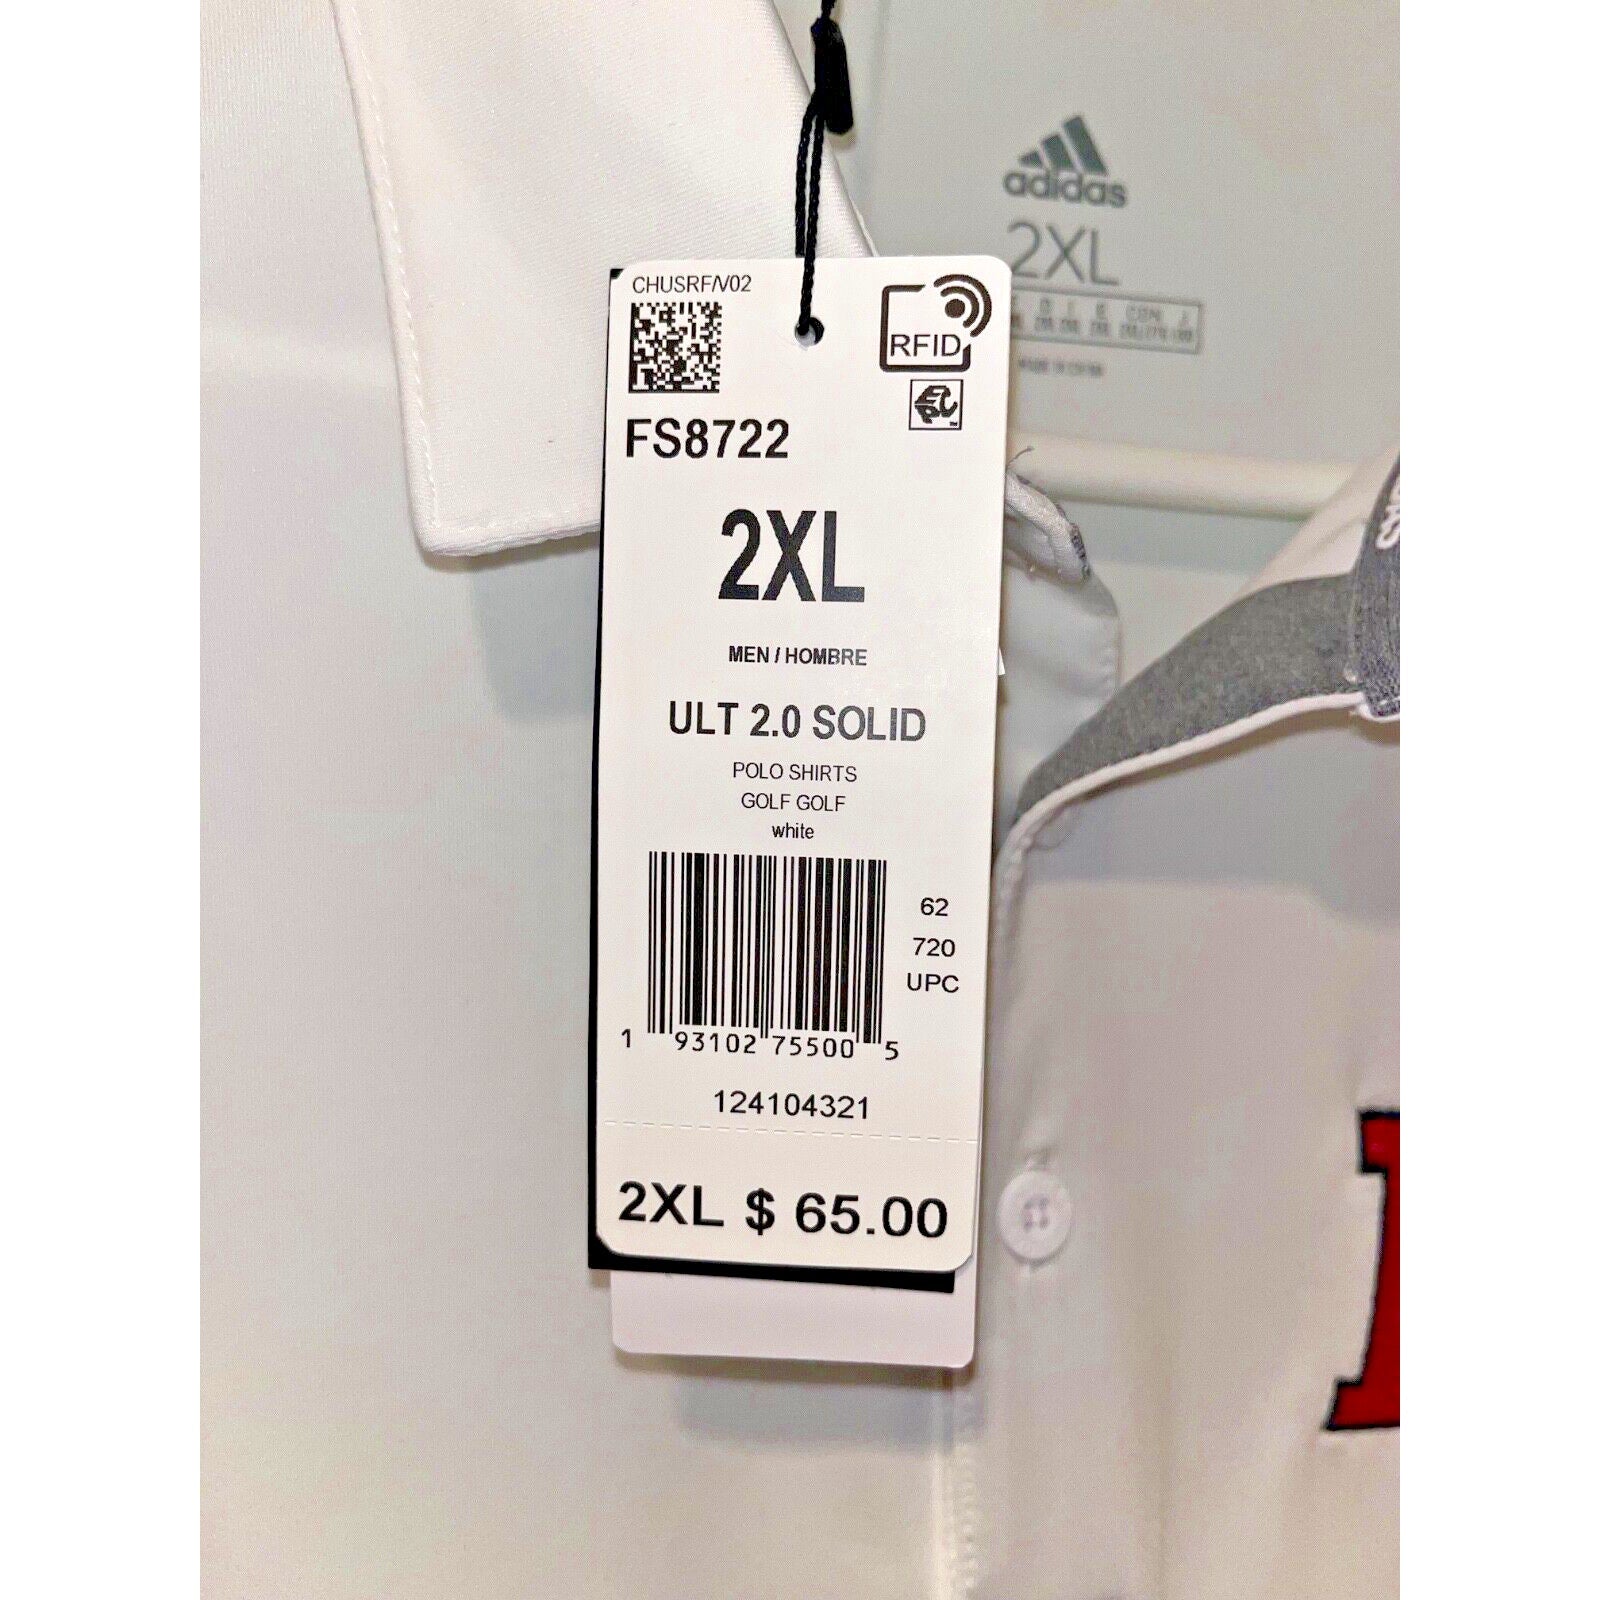 adidas
2XL
CHUSRF/V02
RFID
FS8722
2XL
MEN / HOMBRE
ULT 2.0 SOLID
POLO SHIRTS
GOLF GOLF
white
62
720
UPC
1 93102 75500 5
124104321
2XL $ 65.00